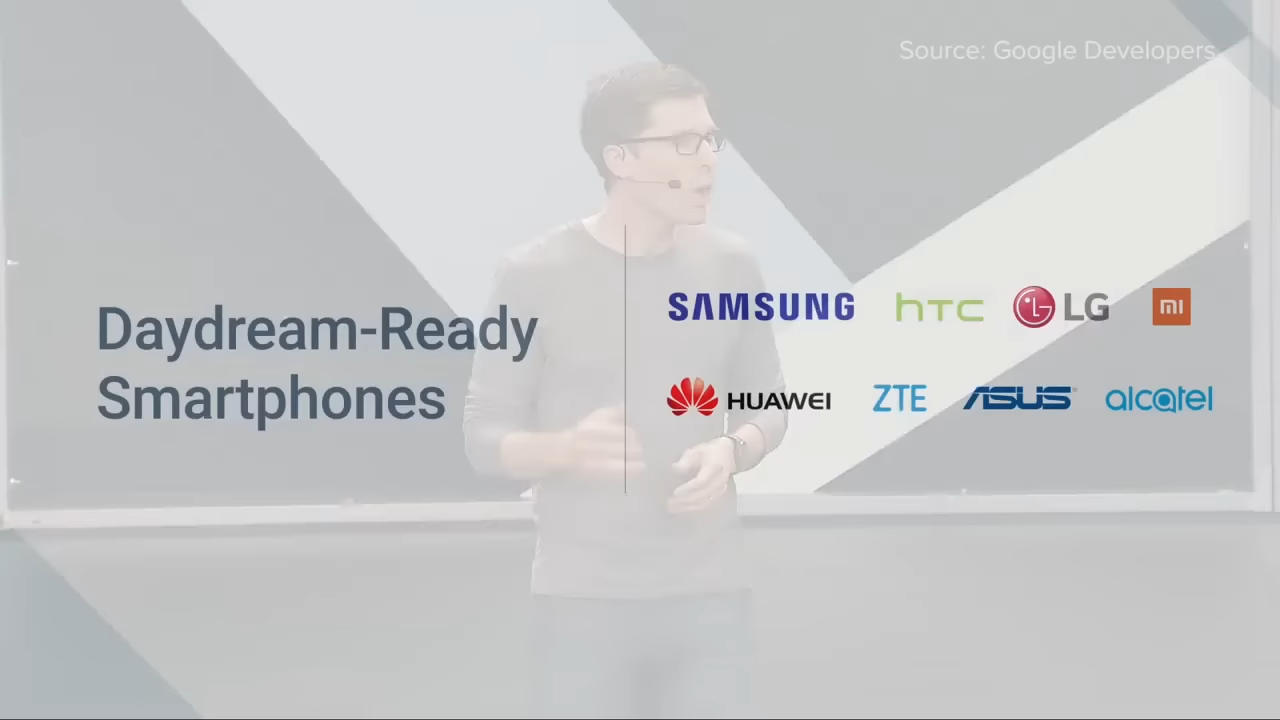 Source: Google Developers
Daydream-Ready
Smartphones
SAMSUNG hTC LG MI
HUAWEI ZTE ASUS alcatel